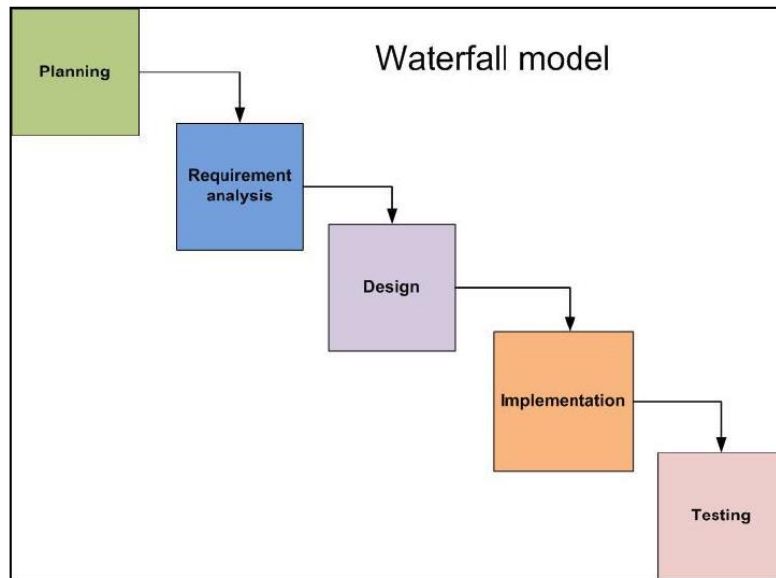 Waterfall model
Planning
Requirement
analysis
Design
Implementation
Testing